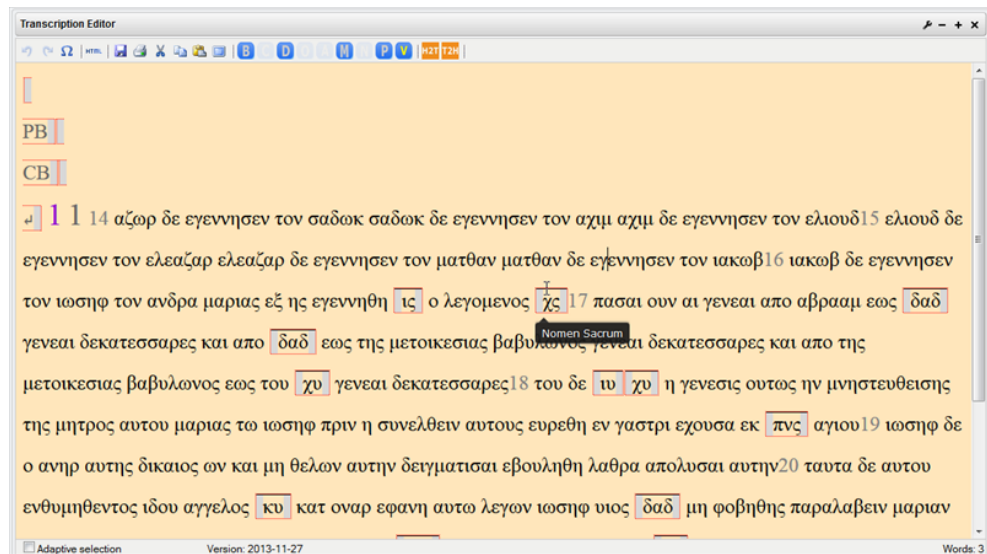 Transcription Editor
Ω HTML B D M P V H2T T2H
PB
CB
↵ 1 1 14 αζωρ δε εγεννησεν τον σαδωκ σαδωκ δε εγεννησεν τον αχιμ αχιμ δε εγεννησεν τον ελιουδ15 ελιουδ δε
εγεννησεν τον ελεαζαρ ελεαζαρ δε εγεννησεν τον ματθαν ματθαν δε εγεννησεν τον ιακωβ16 ιακωβ δε εγεννησεν
τον ιωσηφ τον ανδρα μαριας εξ ης εγεννηθη ις ο λεγομενος χς 17 πασαι ουν αι γενεαι απο αβρααμ εως δαδ
Nomen Sacrum
γενεαι δεκατεσσαρες και απο δαδ εως της μετοικεσιας βαβυλωνος γενεαι δεκατεσσαρες και απο της
μετοικεσιας βαβυλωνος εως του χυ γενεαι δεκατεσσαρες18 του δε ιυ χυ η γενεσις ουτως ην μνηστευθεισης
της μητρος αυτου μαριας τω ιωσηφ πριν η συνελθειν αυτους ευρεθη εν γαστρι εχουσα εκ πνς αγιου19 ιωσηφ δε
ο ανηρ αυτης δικαιος ων και μη θελων αυτην δειγματισαι εβουληθη λαθρα απολυσαι αυτην20 ταυτα δε αυτου
ενθυμηθεντος ιδου αγγελος κυ κατ οναρ εφανη αυτω λεγων ιωσηφ υιος δαδ μη φοβηθης παραλαβειν μαριαν
Adaptive selection Version: 2013-11-27 Words: 3